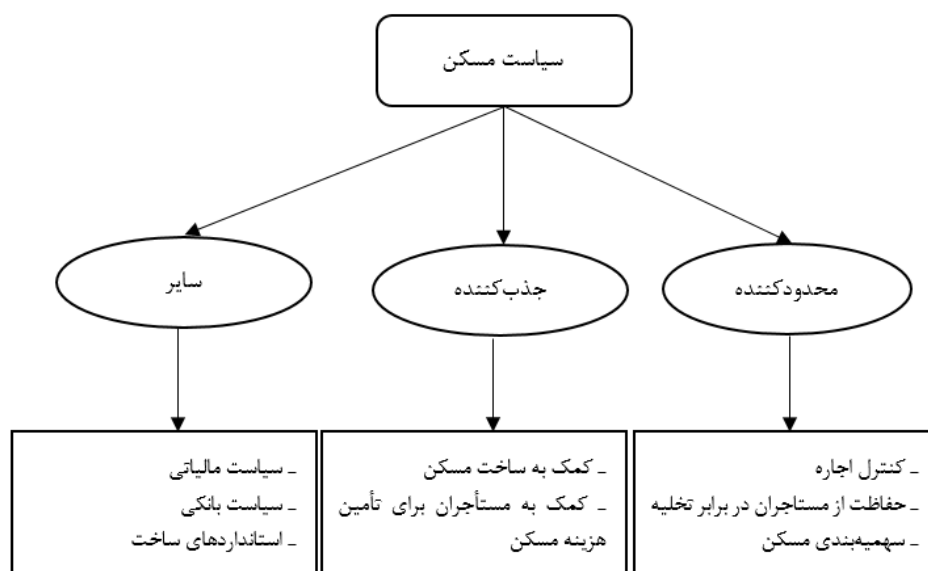 سیاست مسکن
محدودکننده
جذب‌کننده
سایر
ـ کنترل اجاره
ـ حفاظت از مستاجران در برابر تخلیه
ـ سهمیه‌بندی مسکن
ـ کمک به ساخت مسکن
ـ کمک به مستأجران برای تأمین
هزینه مسکن
ـ سیاست مالیاتی
ـ سیاست بانکی
ـ استانداردهای ساخت